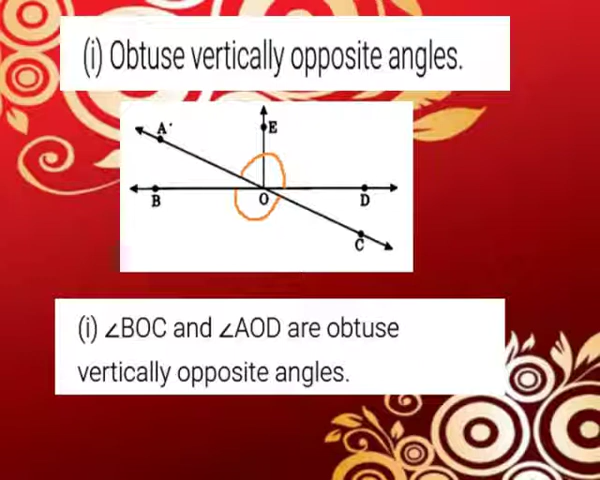 (i) Obtuse vertically opposite angles.
A
E
B
O
D
C
(i) ∠BOC and ∠AOD are obtuse
vertically opposite angles.